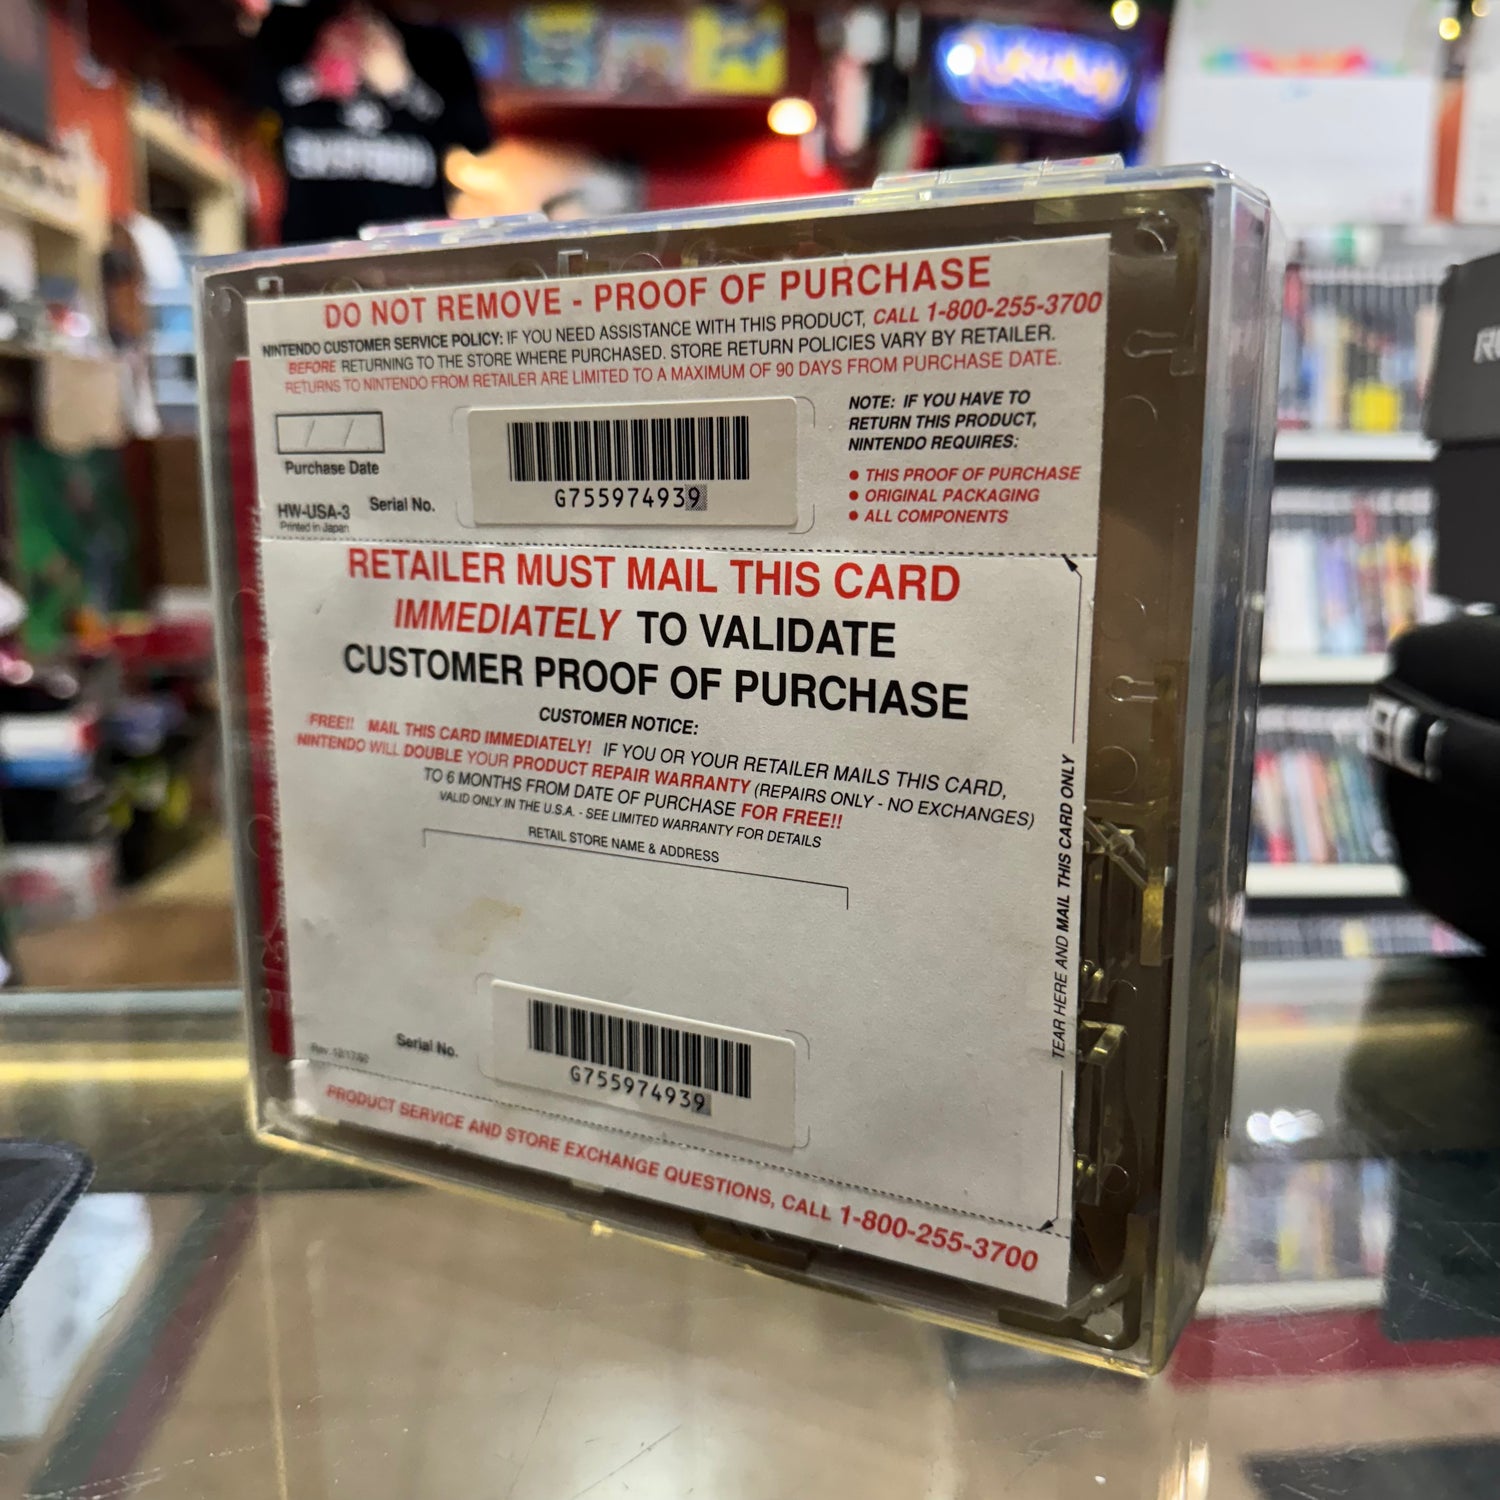 DO NOT REMOVE - PROOF OF PURCHASE
NINTENDO CUSTOMER SERVICE POLICY: IF YOU NEED ASSISTANCE WITH THIS PRODUCT, CALL 1-800-255-3700
BEFORE RETURNING TO THE STORE WHERE PURCHASED. STORE RETURN POLICIES VARY BY RETAILER.
RETURNS TO NINTENDO FROM RETAILER ARE LIMITED TO A MAXIMUM OF 90 DAYS FROM PURCHASE DATE.
/ /
Purchase Date
HW-USA-3
Printed in Japan
Serial No.
G755974939
NOTE: IF YOU HAVE TO
RETURN THIS PRODUCT,
NINTENDO REQUIRES:
• THIS PROOF OF PURCHASE
• ORIGINAL PACKAGING
• ALL COMPONENTS
RETAILER MUST MAIL THIS CARD
IMMEDIATELY TO VALIDATE
CUSTOMER PROOF OF PURCHASE
CUSTOMER NOTICE:
FREE!! MAIL THIS CARD IMMEDIATELY! IF YOU OR YOUR RETAILER MAILS THIS CARD,
NINTENDO WILL DOUBLE YOUR PRODUCT REPAIR WARRANTY (REPAIRS ONLY - NO EXCHANGES)
TO 6 MONTHS FROM DATE OF PURCHASE FOR FREE!!
VALID ONLY IN THE U.S.A. - SEE LIMITED WARRANTY FOR DETAILS
RETAIL STORE NAME & ADDRESS
TEAR HERE AND MAIL THIS CARD ONLY
Serial No.
G755974939
PRODUCT SERVICE AND STORE EXCHANGE QUESTIONS, CALL 1-800-255-3700